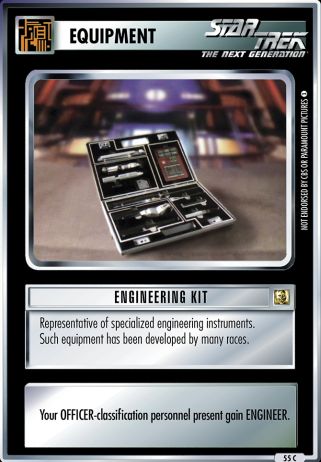 EQUIPMENT
STAR TREK
THE NEXT GENERATION
NOT ENDORSED BY CBS OR PARAMOUNT PICTURES
ENGINEERING KIT
Representative of specialized engineering instruments.
Such equipment has been developed by many races.
Your OFFICER-classification personnel present gain ENGINEER.
55 C